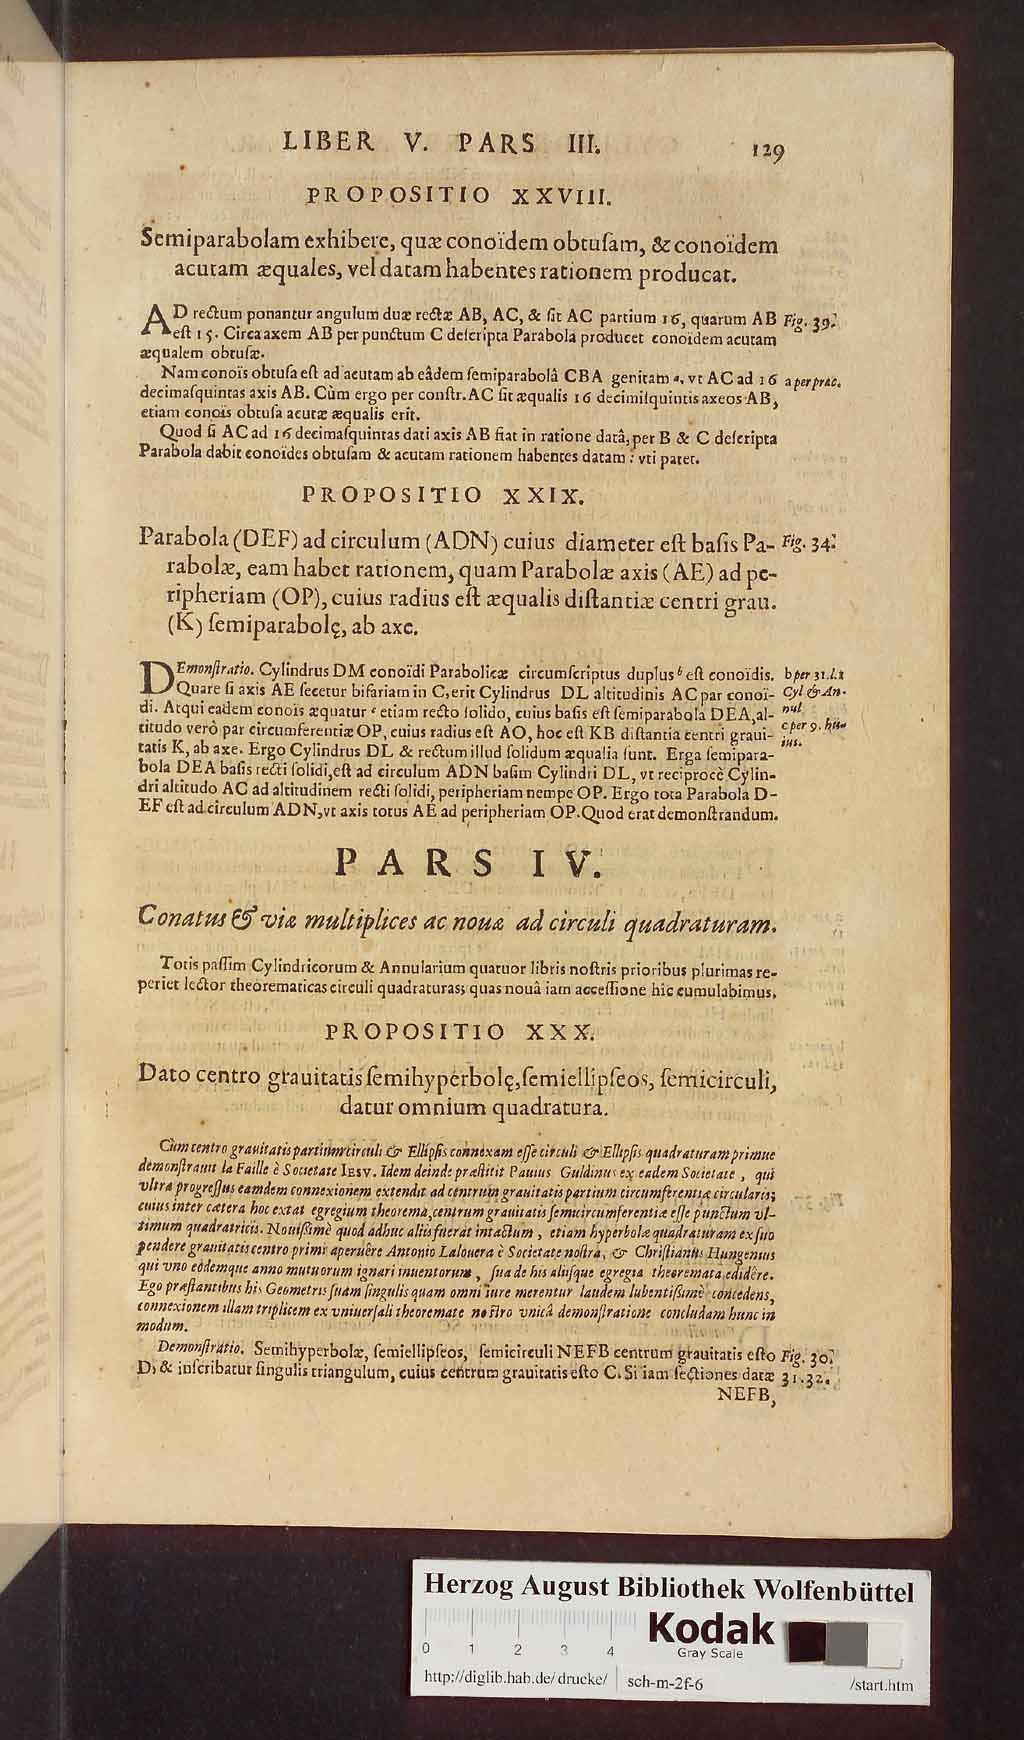 LIBER V. PARS III. 129
PROPOSITIO XXVIII.
Semiparabolam exhibere, quæ conoïdem obtuſam, & conoïdem
acutam æquales, vel datam habentes rationem producat.
AD rectum ponantur angulum duæ rectæ AB, AC, & ſit AC partium 16, quarum AB Fig. 39.
eſt 15. Circa axem AB per punctum C deſcripta Parabola producet conoïdem acutam
æqualem obtuſæ.
Nam conoïs obtuſa eſt ad acutam ab eâdem ſemiparabolâ CBA genitam a, vt AC ad 16 a per præc.
decimaſquintas axis AB. Cùm ergo per conſtr. AC ſit æqualis 16 decimiſquintis axeos AB,
etiam conoïs obtuſa acutæ æqualis erit.
Quod ſi AC ad 16 decimaſquintas dati axis AB fiat in ratione datâ, per B & C deſcripta
Parabola dabit conoïdes obtuſam & acutam rationem habentes datam : vti patet.
PROPOSITIO XXIX.
Parabola (DEF) ad circulum (ADN) cuius diameter eſt baſis Pa- Fig. 34.
rabolæ, eam habet rationem, quam Parabolæ axis (AE) ad pe-
ripheriam (OP), cuius radius eſt æqualis diſtantiæ centri grau.
(K) ſemiparabolę, ab axe.
DEmonſtratio. Cylindrus DM conoïdi Parabolicæ circumſcriptus duplus b eſt conoïdis. b per 31. l. 1
Quare ſi axis AE ſecetur bifariam in C, erit Cylindrus DL altitudinis AC par conoï- Cyl & An-
di. Atqui eadem conois æquatur c etiam recto ſolido, cuius baſis eſt ſemiparabola DEA, al- nul
titudo verò par circumferentiæ OP, cuius radius eſt AO, hoc eſt KB diſtantia centri graui- c per 9. hu-
tatis K, ab axe. Ergo Cylindrus DL & rectum illud ſolidum æqualia ſunt. Erga ſemipara- ius.
bola DEA baſis recti ſolidi, eſt ad circulum ADN baſim Cylindri DL, vt reciprocè Cylin-
dri altitudo AC ad altitudinem recti ſolidi, peripheriam nempe OP. Ergo tota Parabola D-
EF eſt ad circulum ADN, vt axis totus AE ad peripheriam OP. Quod erat demonſtrandum.
PARS IV.
Conatus & viæ multiplices ac nouæ ad circuli quadraturam.
Totis paſſim Cylindricorum & Annularium quatuor libris noſtris prioribus plurimas re-
periet lector theorematicas circuli quadraturas; quas nouâ iam acceſſione hîc cumulabimus.
PROPOSITIO XXX.
Dato centro grauitatis ſemihyperbolę, ſemiellipſeos, ſemicirculi,
datur omnium quadratura.
Cùm centro grauitatis partium circuli & Ellipſis connexam eſſe circuli & Ellipſis quadraturam primus
demonſtrauit la Faille è Societate IESV. Idem deinde præſtitit Paulus Guldinus ex eadem Societate, qui
vltra progreſſus eamdem connexionem extendit ad centrum grauitatis partium circumferentiæ circularis;
cuius inter cætera hoc extat egregium theorema, centrum grauitatis ſemicircumferentiæ eſſe punctum vl-
timum quadratricis. Nouiſſimè quod adhuc aliis fuerat intactum, etiam hyperbolæ quadraturam ex ſuo
pendere grauitatis centro primi aperuêre Antonio Lalouera è Societate noſtra, & Chriſtianus Hungenius
qui vno eodemque anno mutuorum ignari inuentorum, ſua de his aliiſque egregia theoremata edidêre.
Ego præſtantibus his Geometris ſuam ſingulis quam omni iure merentur laudem lubentiſſimè concedens,
connexionem illam triplicem ex vniuerſali theoremate noſtro vnicâ demonſtratione concludam hunc in
modum.
Demonſtratio. Semihyperbolæ, ſemiellipſeos, ſemicirculi NEFB centrum grauitatis eſto Fig. 30.
D, & inſcribatur ſingulis triangulum, cuius centrum grauitatis eſto C. Si iam ſectiones datæ 31. 32.
NEFB,
Herzog August Bibliothek Wolfenbüttel
0 1 2 3 4
Kodak
Gray Scale
http://diglib.hab.de/drucke/ sch-m-2f-6 /start.htm